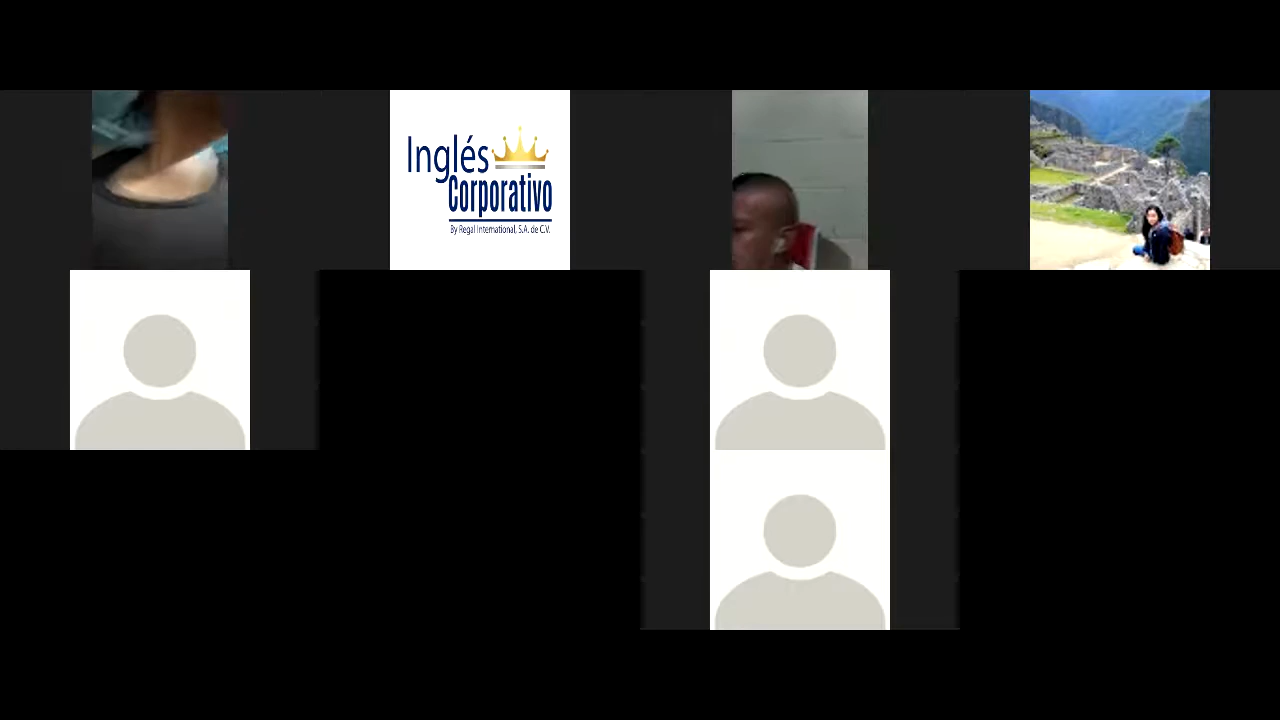 Inglés
Corporativo
By Regal International, S.A. de C.V.